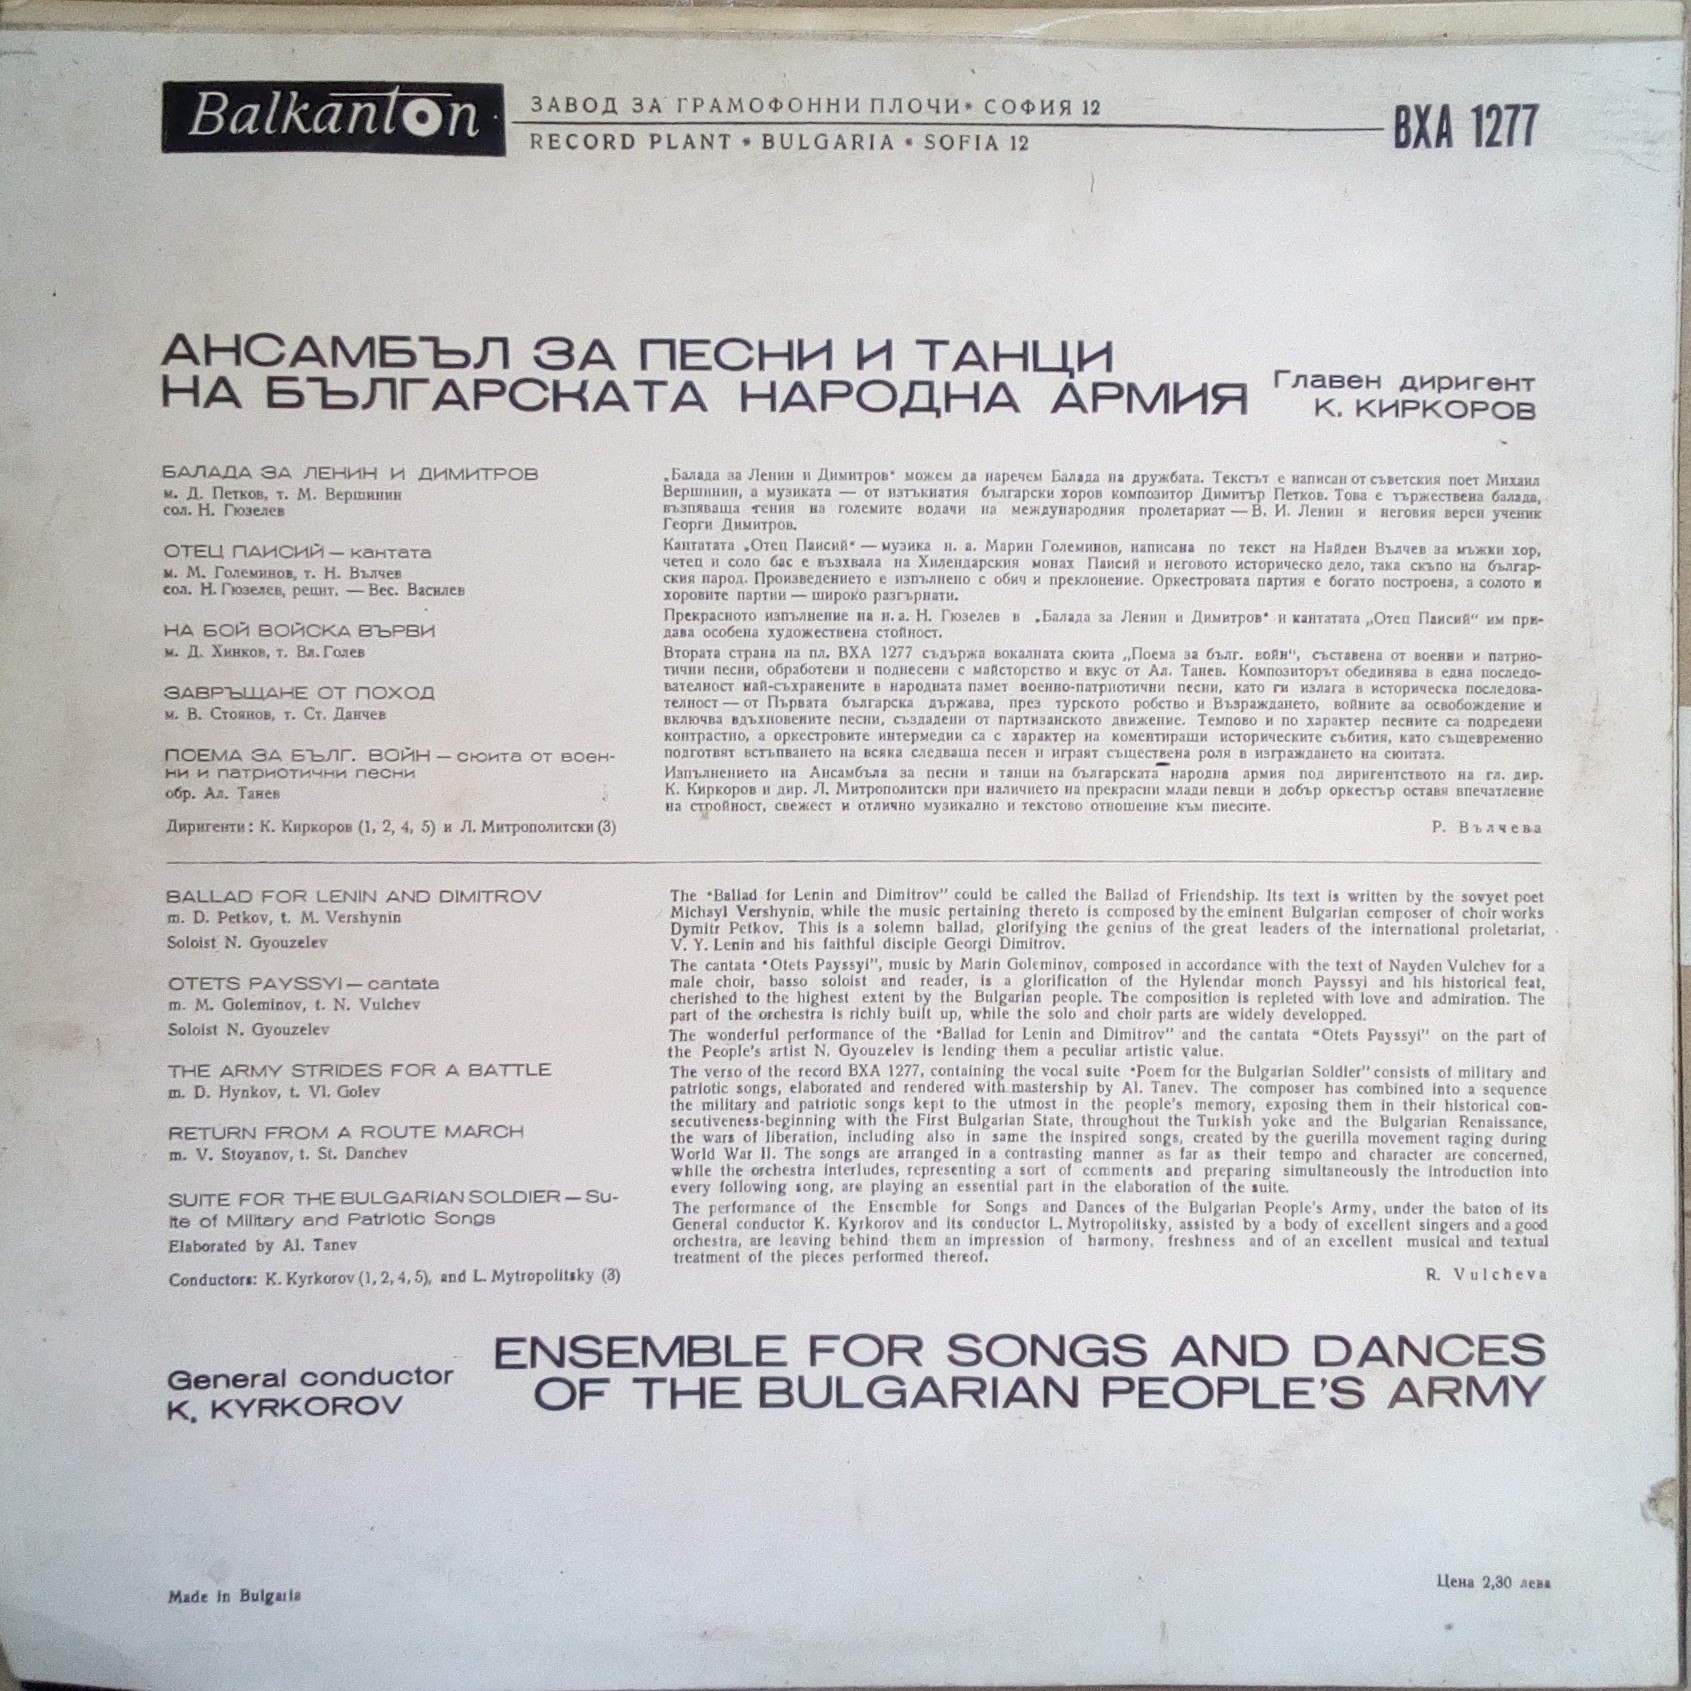 Balkanton
ЗАВОД ЗА ГРАМОФОННИ ПЛОЧИ • СОФИЯ 12
RECORD PLANT • BULGARIA • SOFIA 12
ВХА 1277
АНСАМБЪЛ ЗА ПЕСНИ И ТАНЦИ
НА БЪЛГАРСКАТА НАРОДНА АРМИЯ
Главен диригент
К. КИРКОРОВ
БАЛАДА ЗА ЛЕНИН И ДИМИТРОВ
м. Д. Петков, т. М. Вершинин
сол. Н. Гюзелев
ОТЕЦ ПАИСИЙ — кантата
м. М. Големинов, т. Н. Вълчев
сол. Н. Гюзелев, рецит. — Вес. Василев
НА БОЙ ВОЙСКА ВЪРВИ
м. Д. Хинков, т. Вл. Голев
ЗАВРЪЩАНЕ ОТ ПОХОД
м. В. Стоянов, т. Ст. Данчев
ПОЕМА ЗА БЪЛГ. ВОЙН — сюита от воен-
ни и патриотични песни
обр. Ал. Танев
Диригенти: К. Киркоров (1, 2, 4, 5) и Л. Митрополитски (3)
„Балада за Ленин и Димитров“ можем да наречем Балада на дружбата. Текстът е написан от съветския поет Михаил
Вершинин, а музиката — от изтъкнатия български хоров композитор Димитър Петков. Това е тържествена балада,
възпяваща гения на големите водачи на международния пролетариат — В. И. Ленин и неговия верен ученик
Георги Димитров.
Кантатата „Отец Паисий“ — музика н. а. Марин Големинов, написана по текст на Найден Вълчев за мъжки хор,
четец и соло бас е възхвала на Хилендарския монах Паисий и неговото историческо дело, така скъпо на българ-
ския народ. Произведението е изпълнено с обич и преклонение. Оркестровата партия е богато построена, а солото и
хоровите партии — широко разгърнати.
Прекрасното изпълнение на н. а. Н. Гюзелев в „Балада за Ленин и Димитров“ и кантатата „Отец Паисий“ им при-
дава особена художествена стойност.
Втората страна на пл. ВХА 1277 съдържа вокалната сюита „Поема за бълг. войн“, съставена от военни и патрио-
тични песни, обработени и поднесени с майсторство и вкус от Ал. Танев. Композиторът обединява в една последо-
вателност най-съхранените в народната памет военно-патриотични песни, като ги излага в историческа последова-
телност — от Първата българска държава, през турското робство и Възраждането, войните за освобождение и
включва вдъхновените песни, създадени от партизанското движение. Темпово и по характер песните са подредени
контрастно, а оркестровите интермедии са с характер на коментиращи историческите събития, като същевременно
подготвят встъпването на всяка следваща песен и играят съществена роля в изграждането на сюитата.
Изпълнението на Ансамбъла за песни и танци на българската народна армия под диригентството на гл. дир.
К. Киркоров и дир. Л. Митрополитски при наличието на прекрасни млади певци и добър оркестър оставя впечатление
на стройност, свежест и отлично музикално и текстово отношение към пиесите.
Р. Вълчева
BALLAD FOR LENIN AND DIMITROV
m. D. Petkov, t. M. Vershynin
Soloist N. Gyouzelev
OTETS PAYSSYI — cantata
m. M. Goleminov, t. N. Vulchev
Soloist N. Gyouzelev
THE ARMY STRIDES FOR A BATTLE
m. D. Hynkov, t. Vl. Golev
RETURN FROM A ROUTE MARCH
m. V. Stoyanov, t. St. Danchev
SUITE FOR THE BULGARIAN SOLDIER — Su-
ite of Military and Patriotic Songs
Elaborated by Al. Tanev
Conductors: K. Kyrkorov (1, 2, 4, 5), and L. Mytropolitsky (3)
The "Ballad for Lenin and Dimitrov" could be called the Ballad of Friendship. Its text is written by the sovyet poet
Michayl Vershynin, while the music pertaining thereto is composed by the eminent Bulgarian composer of choir works
Dymitr Petkov. This is a solemn ballad, glorifying the genius of the great leaders of the international proletariat,
V. Y. Lenin and his faithful disciple Georgi Dimitrov.
The cantata "Otets Payssyi", music by Marin Goleminov, composed in accordance with the text of Nayden Vulchev for a
male choir, basso soloist and reader, is a glorification of the Hylendar monch Payssyi and his historical feat,
cherished to the highest extent by the Bulgarian people. The composition is repleted with love and admiration. The
part of the orchestra is richly built up, while the solo and choir parts are widely developped.
The wonderful performance of the "Ballad for Lenin and Dimitrov" and the cantata "Otets Payssyi" on the part of
the People's artist N. Gyouzelev is lending them a peculiar artistic value.
The verso of the record BXA 1277, containing the vocal suite "Poem for the Bulgarian Soldier" consists of military and
patriotic songs, elaborated and rendered with mastership by Al. Tanev. The composer has combined into a sequence
the military and patriotic songs kept to the utmost in the people's memory, exposing them in their historical con-
secutiveness-beginning with the First Bulgarian State, throughout the Turkish yoke and the Bulgarian Renaissance,
the wars of liberation, including also in same the inspired songs, created by the guerilla movement raging during
World War II. The songs are arranged in a contrasting manner as far as their tempo and character are concerned,
while the orchestra interludes, representing a sort of comments and preparing simultaneously the introduction into
every following song, are playing an essential part in the elaboration of the suite.
The performance of the Ensemble for Songs and Dances of the Bulgarian People's Army, under the baton of its
General conductor K. Kyrkorov and its conductor L. Mytropolitsky, assisted by a body of excellent singers and a good
orchestra, are leaving behind them an impression of harmony, freshness and of an excellent musical and textual
treatment of the pieces performed thereof.
R. Vulcheva
General conductor
K. KYRKOROV
ENSEMBLE FOR SONGS AND DANCES
OF THE BULGARIAN PEOPLE'S ARMY
Made in Bulgaria
Цена 2,30 лева